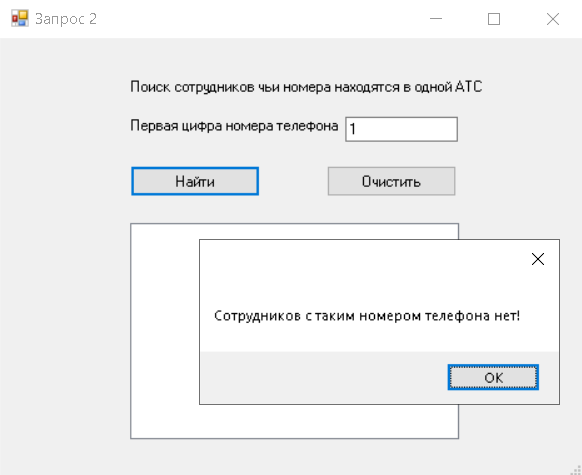 Запрос 2
Поиск сотрудников чьи номера находятся в одной АТС
Первая цифра номера телефона 1
Найти Очистить
Сотрудников с таким номером телефона нет!
OK